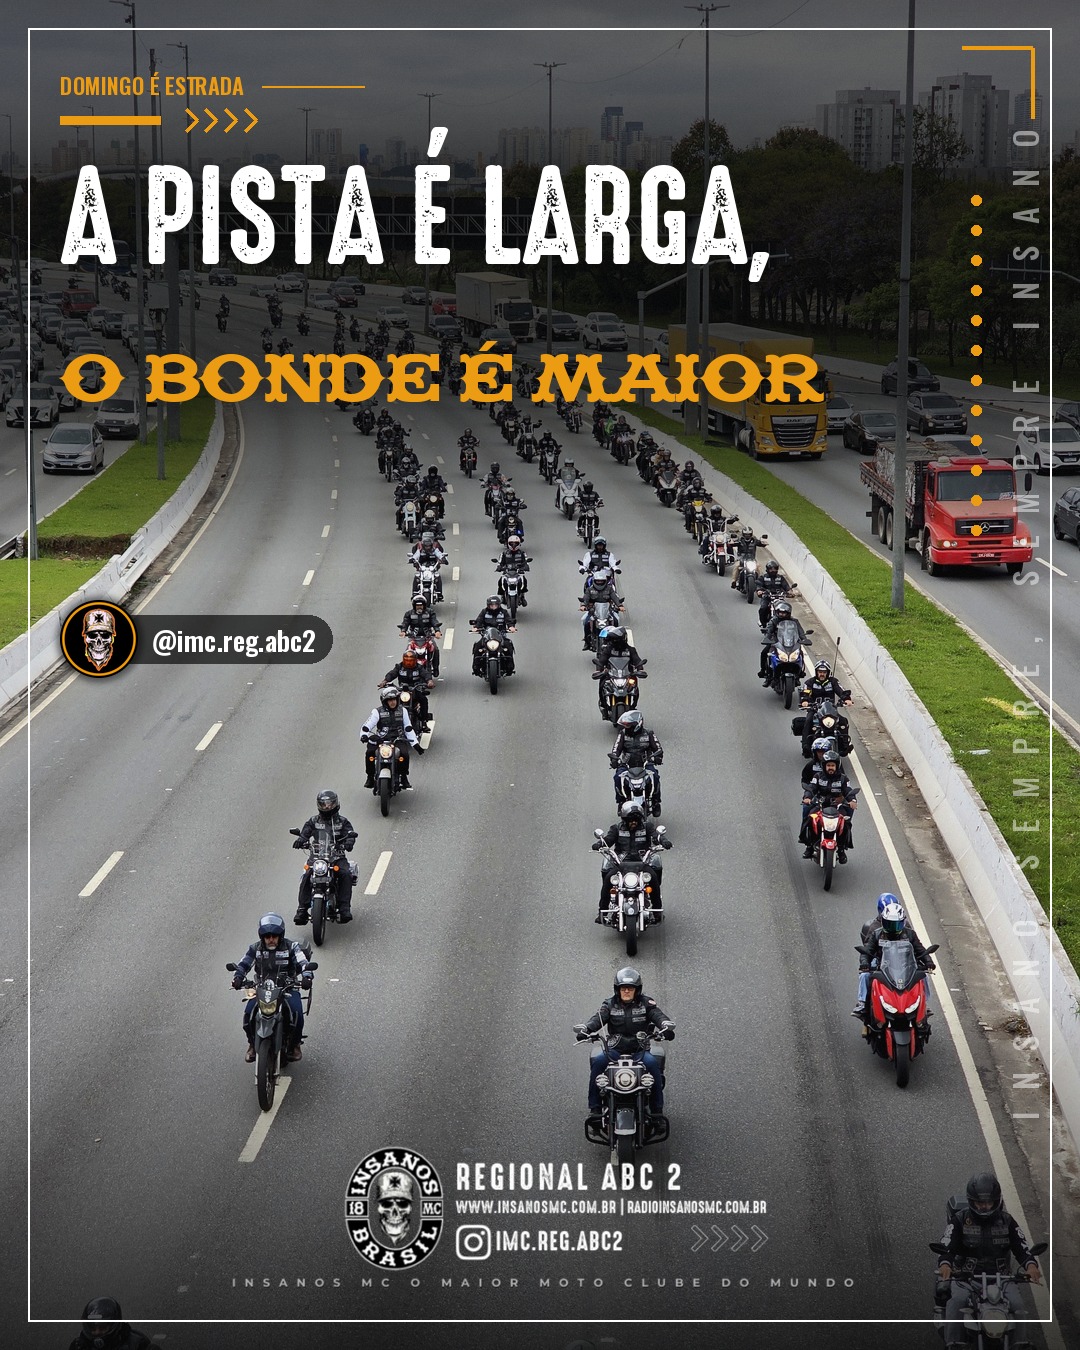 DOMINGO É ESTRADA
A PISTA É LARGA,
O BONDE É MAIOR
@imc.reg.abc2
INSANO SEMPRE, SEMPRE INSANO
INSANOS
18 MC
BRASIL
REGIONAL ABC 2
WWW.INSANOSMC.COM.BR | RADIOINSANOSMC.COM.BR
IMC.REG.ABC2
INSANOS MC O MAIOR MOTO CLUBE DO MUNDO